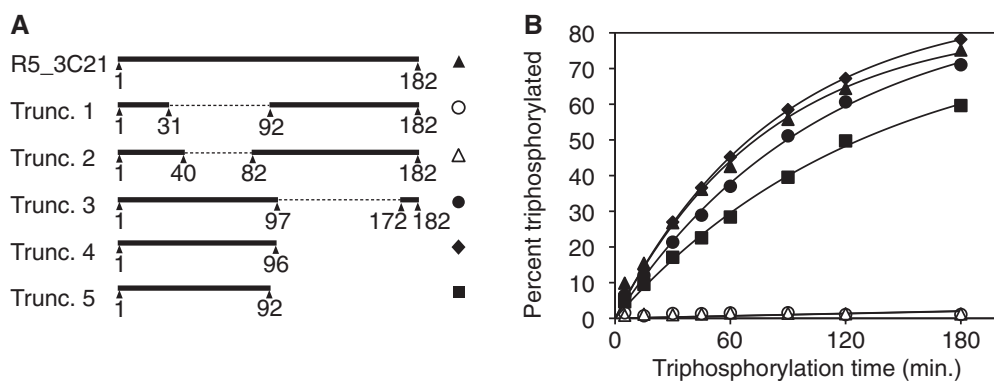 A
R5_3C21
1 182
Trunc. 1
1 31 92 182
Trunc. 2
1 40 82 182
Trunc. 3
1 97 172 182
Trunc. 4
1 96
Trunc. 5
1 92
B
Percent triphosphorylated
80
70
60
50
40
30
20
10
0
0 60 120 180
Triphosphorylation time (min.)